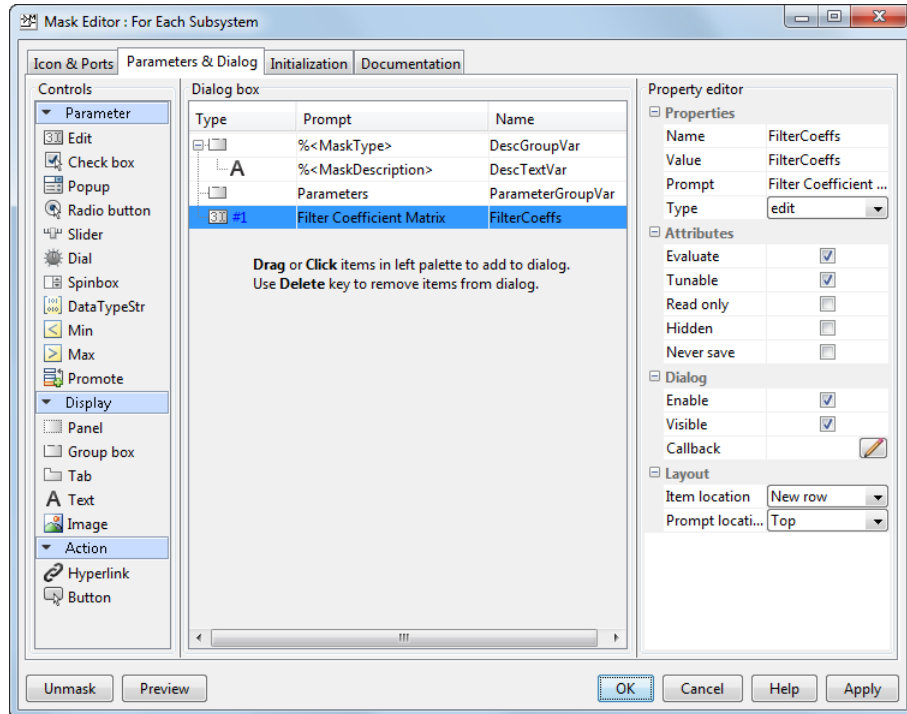 Mask Editor : For Each Subsystem
Icon & Ports Parameters & Dialog Initialization Documentation
Controls
Parameter
Edit
Check box
Popup
Radio button
Slider
Dial
Spinbox
DataTypeStr
Min
Max
Promote
Display
Panel
Group box
Tab
A Text
Image
Action
Hyperlink
Button
Dialog box
Type Prompt Name
%<MaskType> DescGroupVar
A %<MaskDescription> DescTextVar
Parameters ParameterGroupVar
#1 Filter Coefficient Matrix FilterCoeffs
Drag or Click items in left palette to add to dialog.
Use Delete key to remove items from dialog.
Property editor
Properties
Name FilterCoeffs
Value FilterCoeffs
Prompt Filter Coefficient ...
Type edit
Attributes
Evaluate
Tunable
Read only
Hidden
Never save
Dialog
Enable
Visible
Callback
Layout
Item location New row
Prompt locati... Top
Unmask Preview OK Cancel Help Apply